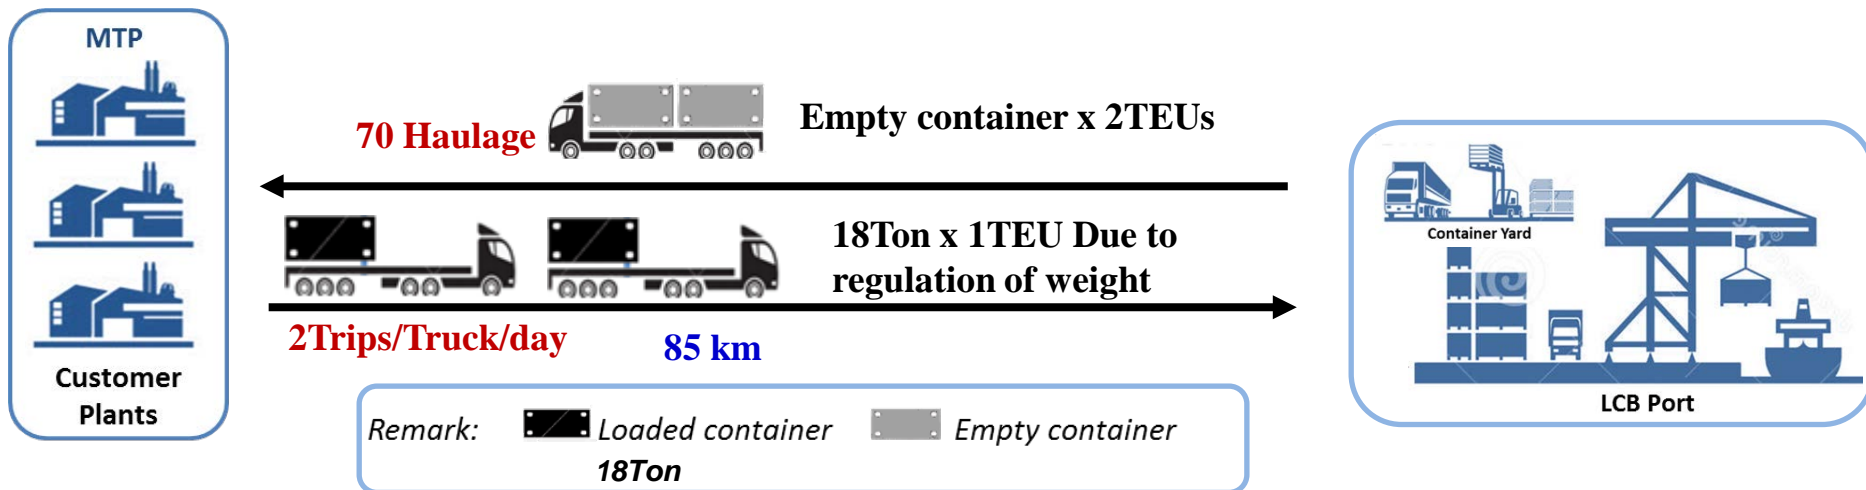 MTP
Customer
Plants
70 Haulage
Empty container x 2TEUs
18Ton x 1TEU Due to
regulation of weight
2Trips/Truck/day
85 km
Container Yard
LCB Port
Remark: Loaded container Empty container
18Ton